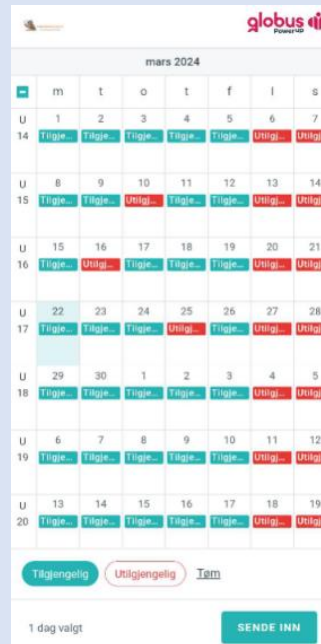 globus
PowerUP
mars 2024
m t o t f l s
U 1 2 3 4 5 6 7
14 Tilgje... Tilgje... Tilgje... Tilgje... Tilgje... Utilgj... Utilgj
U 8 9 10 11 12 13 14
15 Tilgje... Tilgje... Utilgj... Tilgje... Tilgje... Utilgj... Utilgj
U 15 16 17 18 19 20 21
16 Tilgje... Utilgj... Tilgje... Tilgje... Tilgje... Utilgj... Utilgj
U 22 23 24 25 26 27 28
17 Tilgje... Tilgje... Tilgje... Utilgj... Tilgje... Utilgj... Utilgj
U 29 30 1 2 3 4 5
18 Tilgje... Tilgje... Tilgje... Tilgje... Tilgje... Utilgj... Utilgj
U 6 7 8 9 10 11 12
19 Tilgje... Tilgje... Tilgje... Tilgje... Tilgje... Utilgj... Utilgj
U 13 14 15 16 17 18 19
20 Tilgje... Tilgje... Tilgje... Tilgje... Tilgje... Utilgj... Utilgj
Tilgjengelig Utilgjengelig Tøm
1 dag valgt SENDE INN